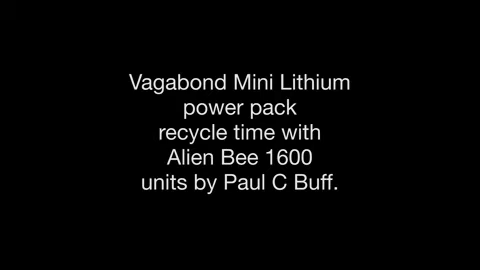 Vagabond Mini Lithium
power pack
recycle time with
Alien Bee 1600
units by Paul C Buff.